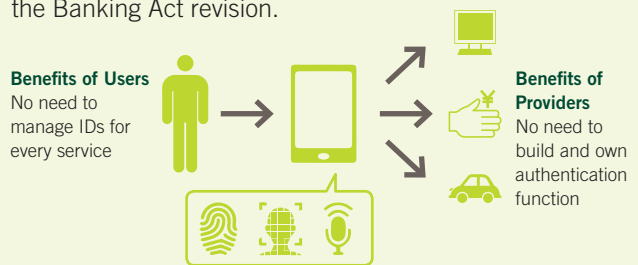 the Banking Act revision.
Benefits of Users
No need to
manage IDs for
every service
¥
Benefits of
Providers
No need to
build and own
authentication
function